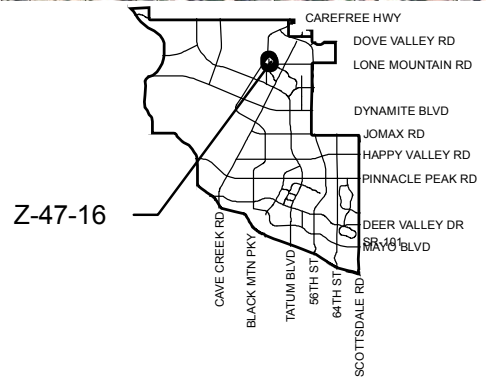 CAREFREE HWY
DOVE VALLEY RD
LONE MOUNTAIN RD
DYNAMITE BLVD
JOMAX RD
HAPPY VALLEY RD
PINNACLE PEAK RD
Z-47-16
DEER VALLEY DR
SR-101
MAYO BLVD
CAVE CREEK RD
BLACK MTN PKY
TATUM BLVD
56TH ST
64TH ST
SCOTTSDALE RD